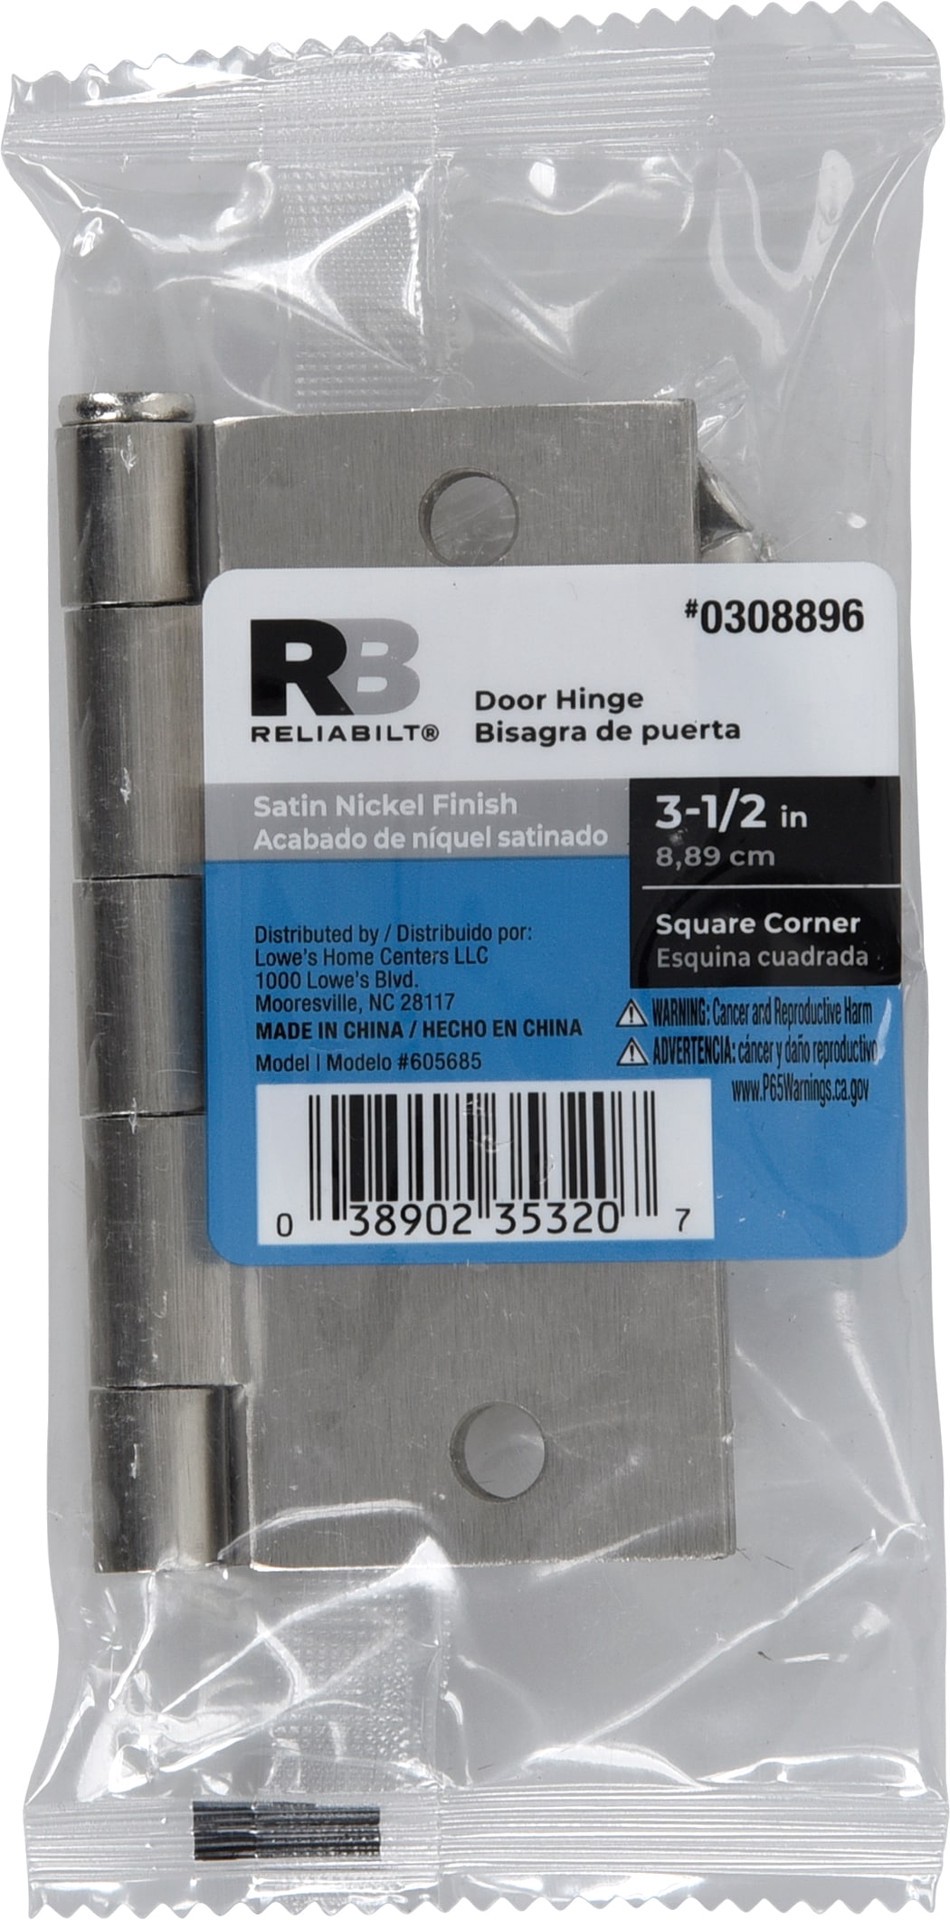 #0308896
RB
RELIABILT®
Door Hinge
Bisagra de puerta
Satin Nickel Finish
Acabado de níquel satinado
3-1/2 in
8,89 cm
Square Corner
Esquina cuadrada
Distributed by / Distribuido por:
Lowe's Home Centers LLC
1000 Lowe's Blvd.
Mooresville, NC 28117
MADE IN CHINA / HECHO EN CHINA
Model | Modelo #605685
⚠ WARNING: Cancer and Reproductive Harm
⚠ ADVERTENCIA: cáncer y daño reproductivo
www.P65Warnings.ca.gov
0 38902 35320 7